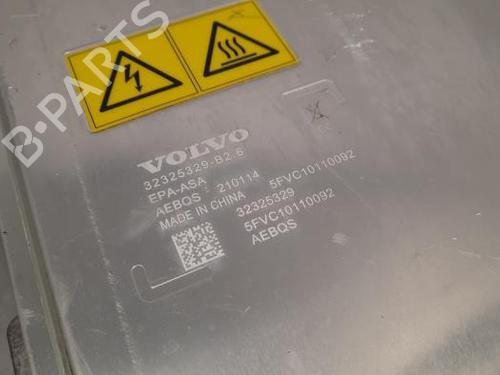 B-PARTS
VOLVO
32325329-B2.6
EPA-ASA
AEBQS 210114 5FVC10110092
MADE IN CHINA 32325329
5FVC10110092
AEBQS